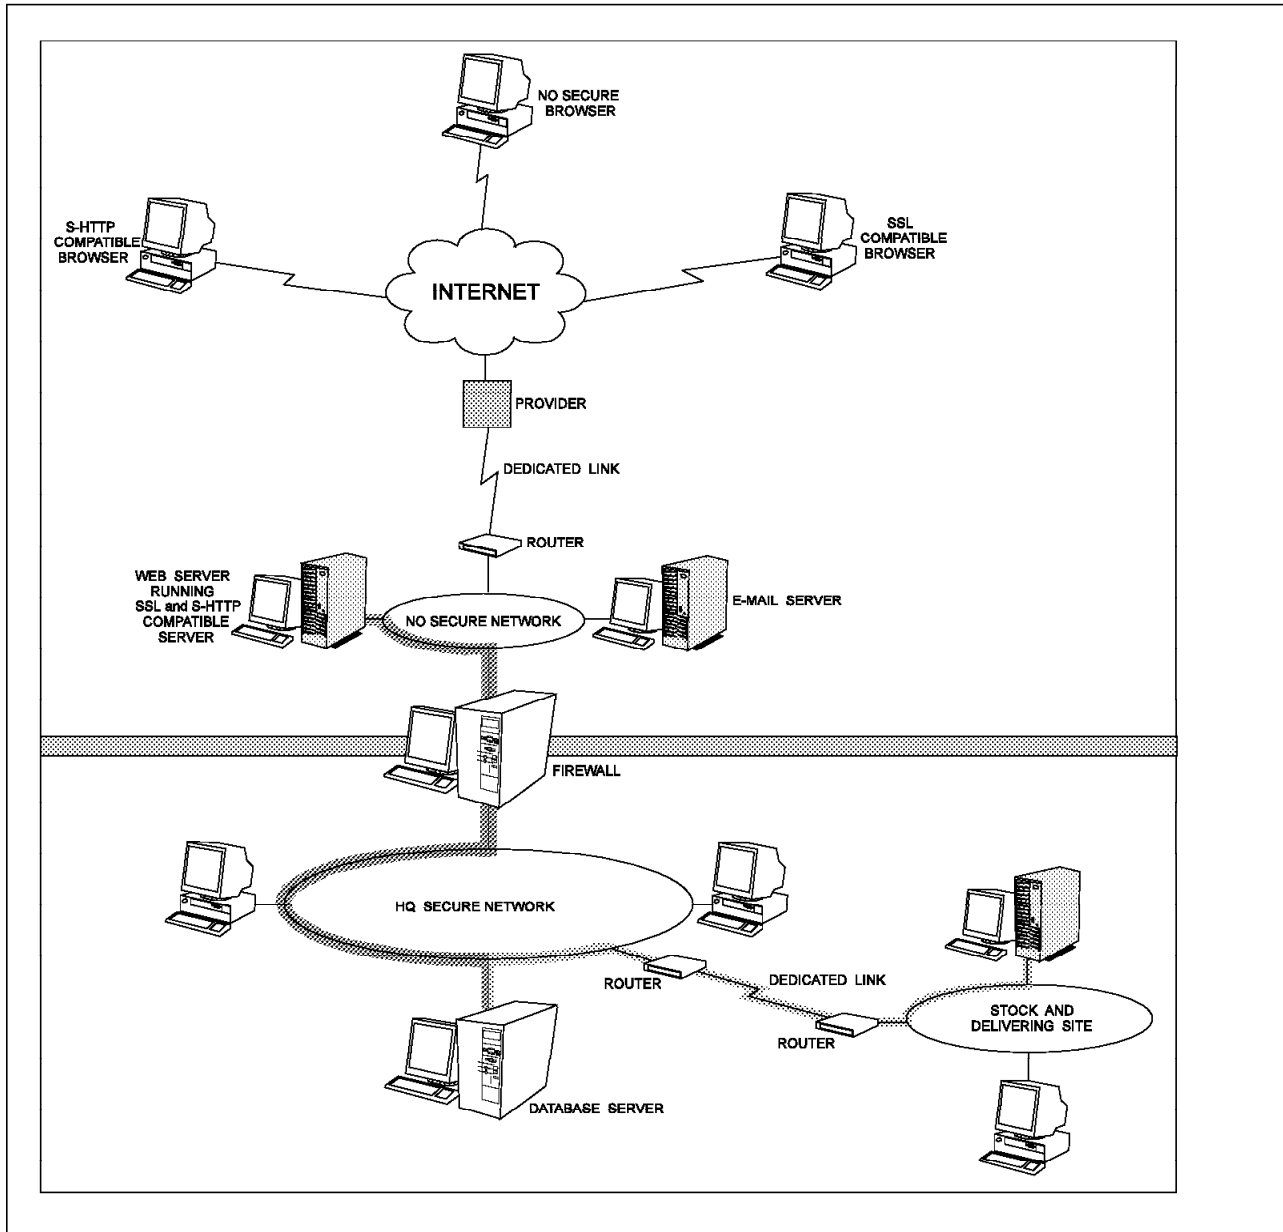 NO SECURE
BROWSER
S-HTTP
COMPATIBLE
BROWSER
SSL
COMPATIBLE
BROWSER
INTERNET
PROVIDER
DEDICATED LINK
ROUTER
WEB SERVER
RUNNING
SSL and S-HTTP
COMPATIBLE
SERVER
NO SECURE NETWORK
E-MAIL SERVER
FIREWALL
HQ SECURE NETWORK
ROUTER
DEDICATED LINK
ROUTER
STOCK AND
DELIVERING SITE
DATABASE SERVER